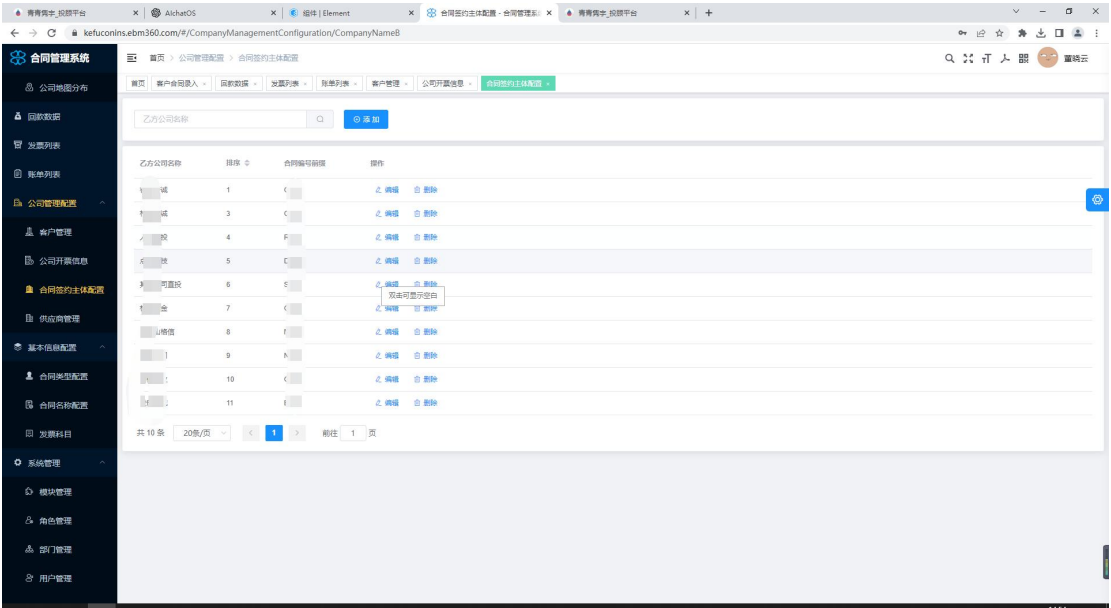 青青隽字_投顾平台
AIchatOS
组件 | Element
合同签约主体配置 - 合同管理系
青青隽字_投顾平台
kefuconins.ebm360.com/#/CompanyManagementConfiguration/CompanyNameB
合同管理系统
首页 > 公司管理配置 > 合同签约主体配置
董晓云
首页 客户合同录入 回款数据 发票列表 账单列表 客户管理 公司开票信息 合同签约主体配置
公司地图分布
回款数据
发票列表
账单列表
公司管理配置
客户管理
公司开票信息
合同签约主体配置
供应商管理
基本信息配置
合同类型配置
合同名称配置
发票科目
系统管理
模块管理
角色管理
部门管理
用户管理
乙方公司名称 添加
乙方公司名称 排序 合同编号前缀 操作
诚 1 编辑 删除
诚 3 编辑 删除
投 4 编辑 删除
技 5 编辑 删除
司直投 6 编辑 删除
双击可显示空白
金 7 编辑 删除
格信 8 编辑 删除
9 编辑 删除
10 编辑 删除
11 编辑 删除
共 10 条 20条/页 < 1 > 前往 1 页